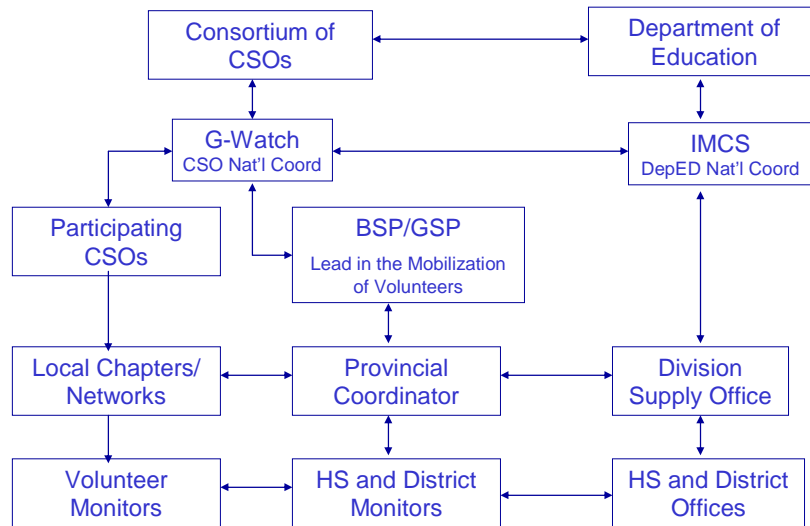 Consortium of
CSOs
Department of
Education
G-Watch
CSO Nat'l Coord
IMCS
DepED Nat'l Coord
Participating
CSOs
BSP/GSP
Lead in the Mobilization
of Volunteers
Local Chapters/
Networks
Provincial
Coordinator
Division
Supply Office
Volunteer
Monitors
HS and District
Monitors
HS and District
Offices